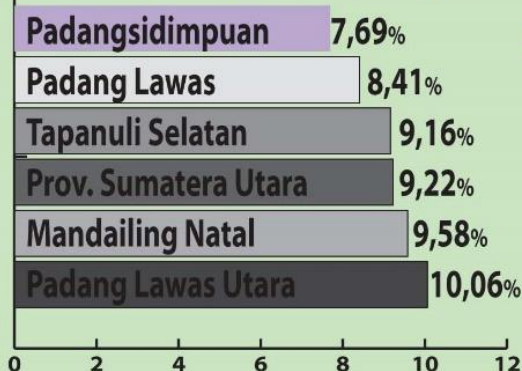 Padangsidimpuan 7,69%
Padang Lawas 8,41%
Tapanuli Selatan 9,16%
Prov. Sumatera Utara 9,22%
Mandailing Natal 9,58%
Padang Lawas Utara 10,06%
0 2 4 6 8 10 12